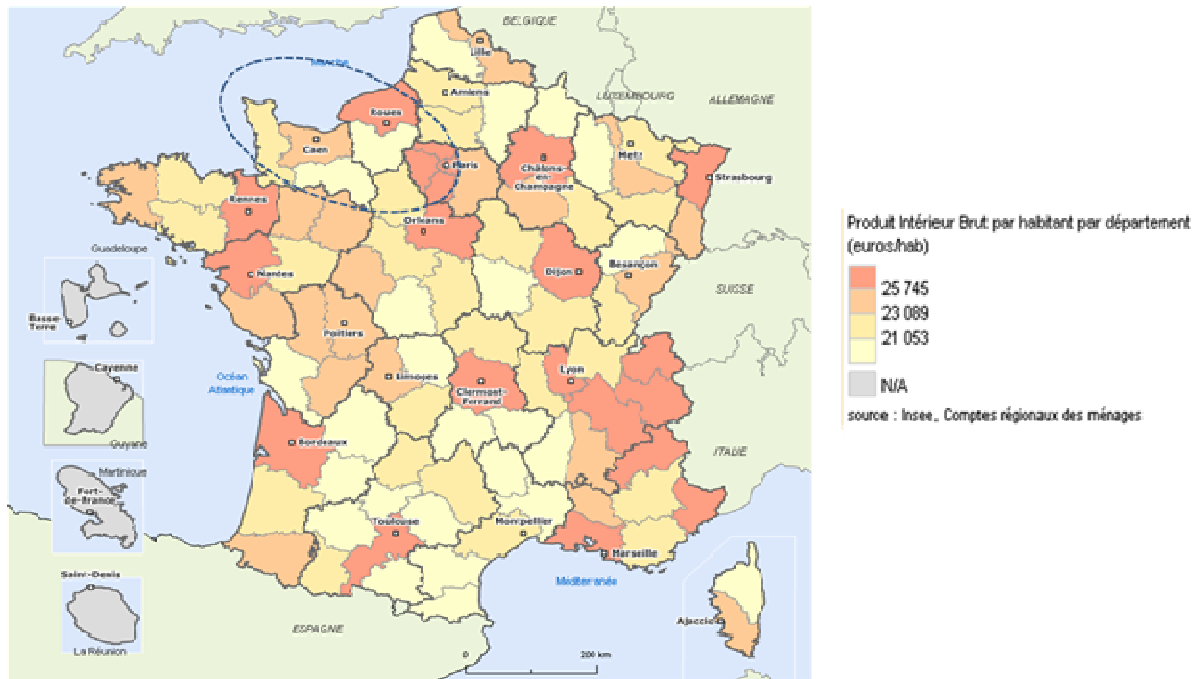 BELGIQUE
Lille
Manche
LUXEMBOURG
ALLEMAGNE
Amiens
Rouen
Caen
Paris
Metz
Châlons-
en-
Champagne
Strasbourg
Rennes
Orléans
Guadeloupe
Nantes
Dijon
Besançon
SUISSE
Basse-
Terre
Poitiers
Cayenne
Océan
Atlantique
Limoges
Lyon
Clermont-
Ferrand
Guyane
Bordeaux
ITALIE
Martinique
Fort-
de-France
Toulouse
Montpellier
Marseille
Saint-Denis
Méditerranée
Ajaccio
ESPAGNE
La Réunion
0
200 km
Produit Intérieur Brut par habitant par département
(euros/hab)
25 745
23 089
21 053
N/A
source : Insee, Comptes régionaux des ménages